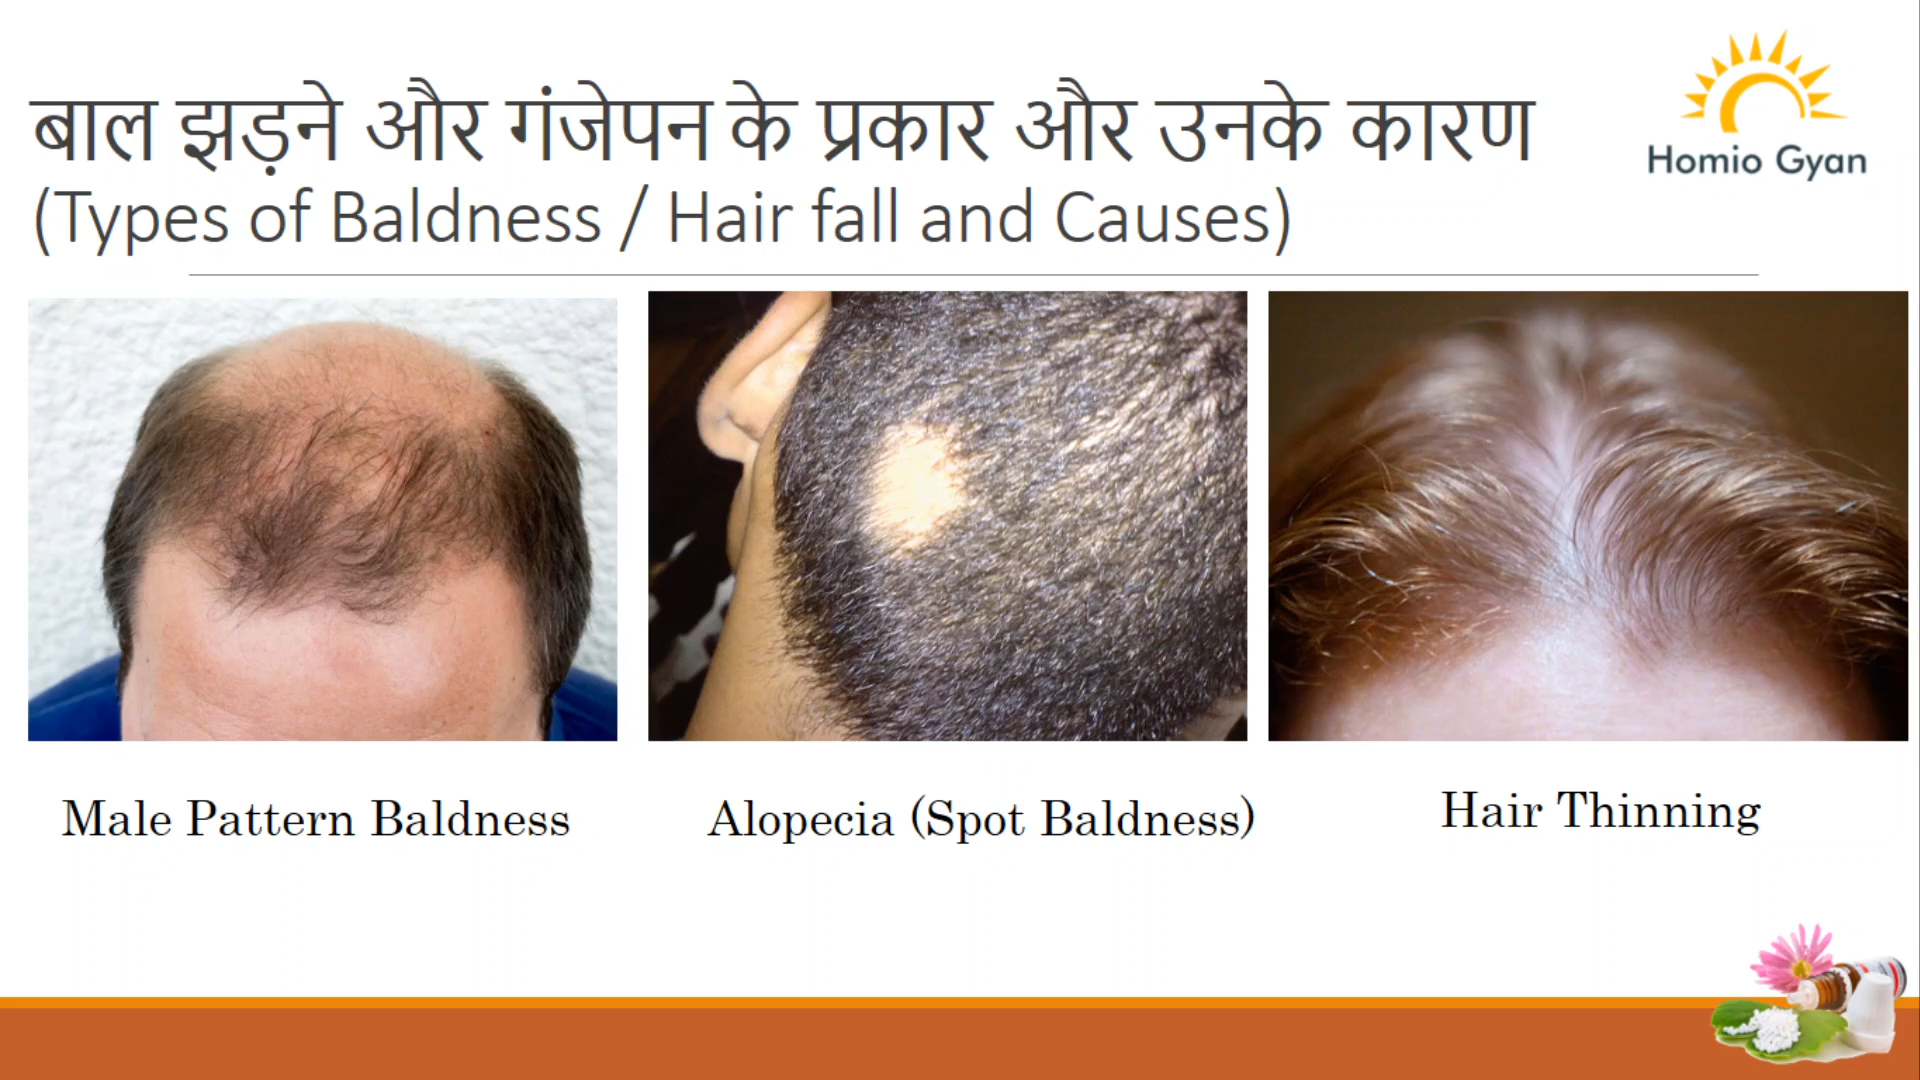 बाल झड़ने और गंजेपन के प्रकार और उनके कारण
(Types of Baldness / Hair fall and Causes)
Homio Gyan
Male Pattern Baldness
Alopecia (Spot Baldness)
Hair Thinning